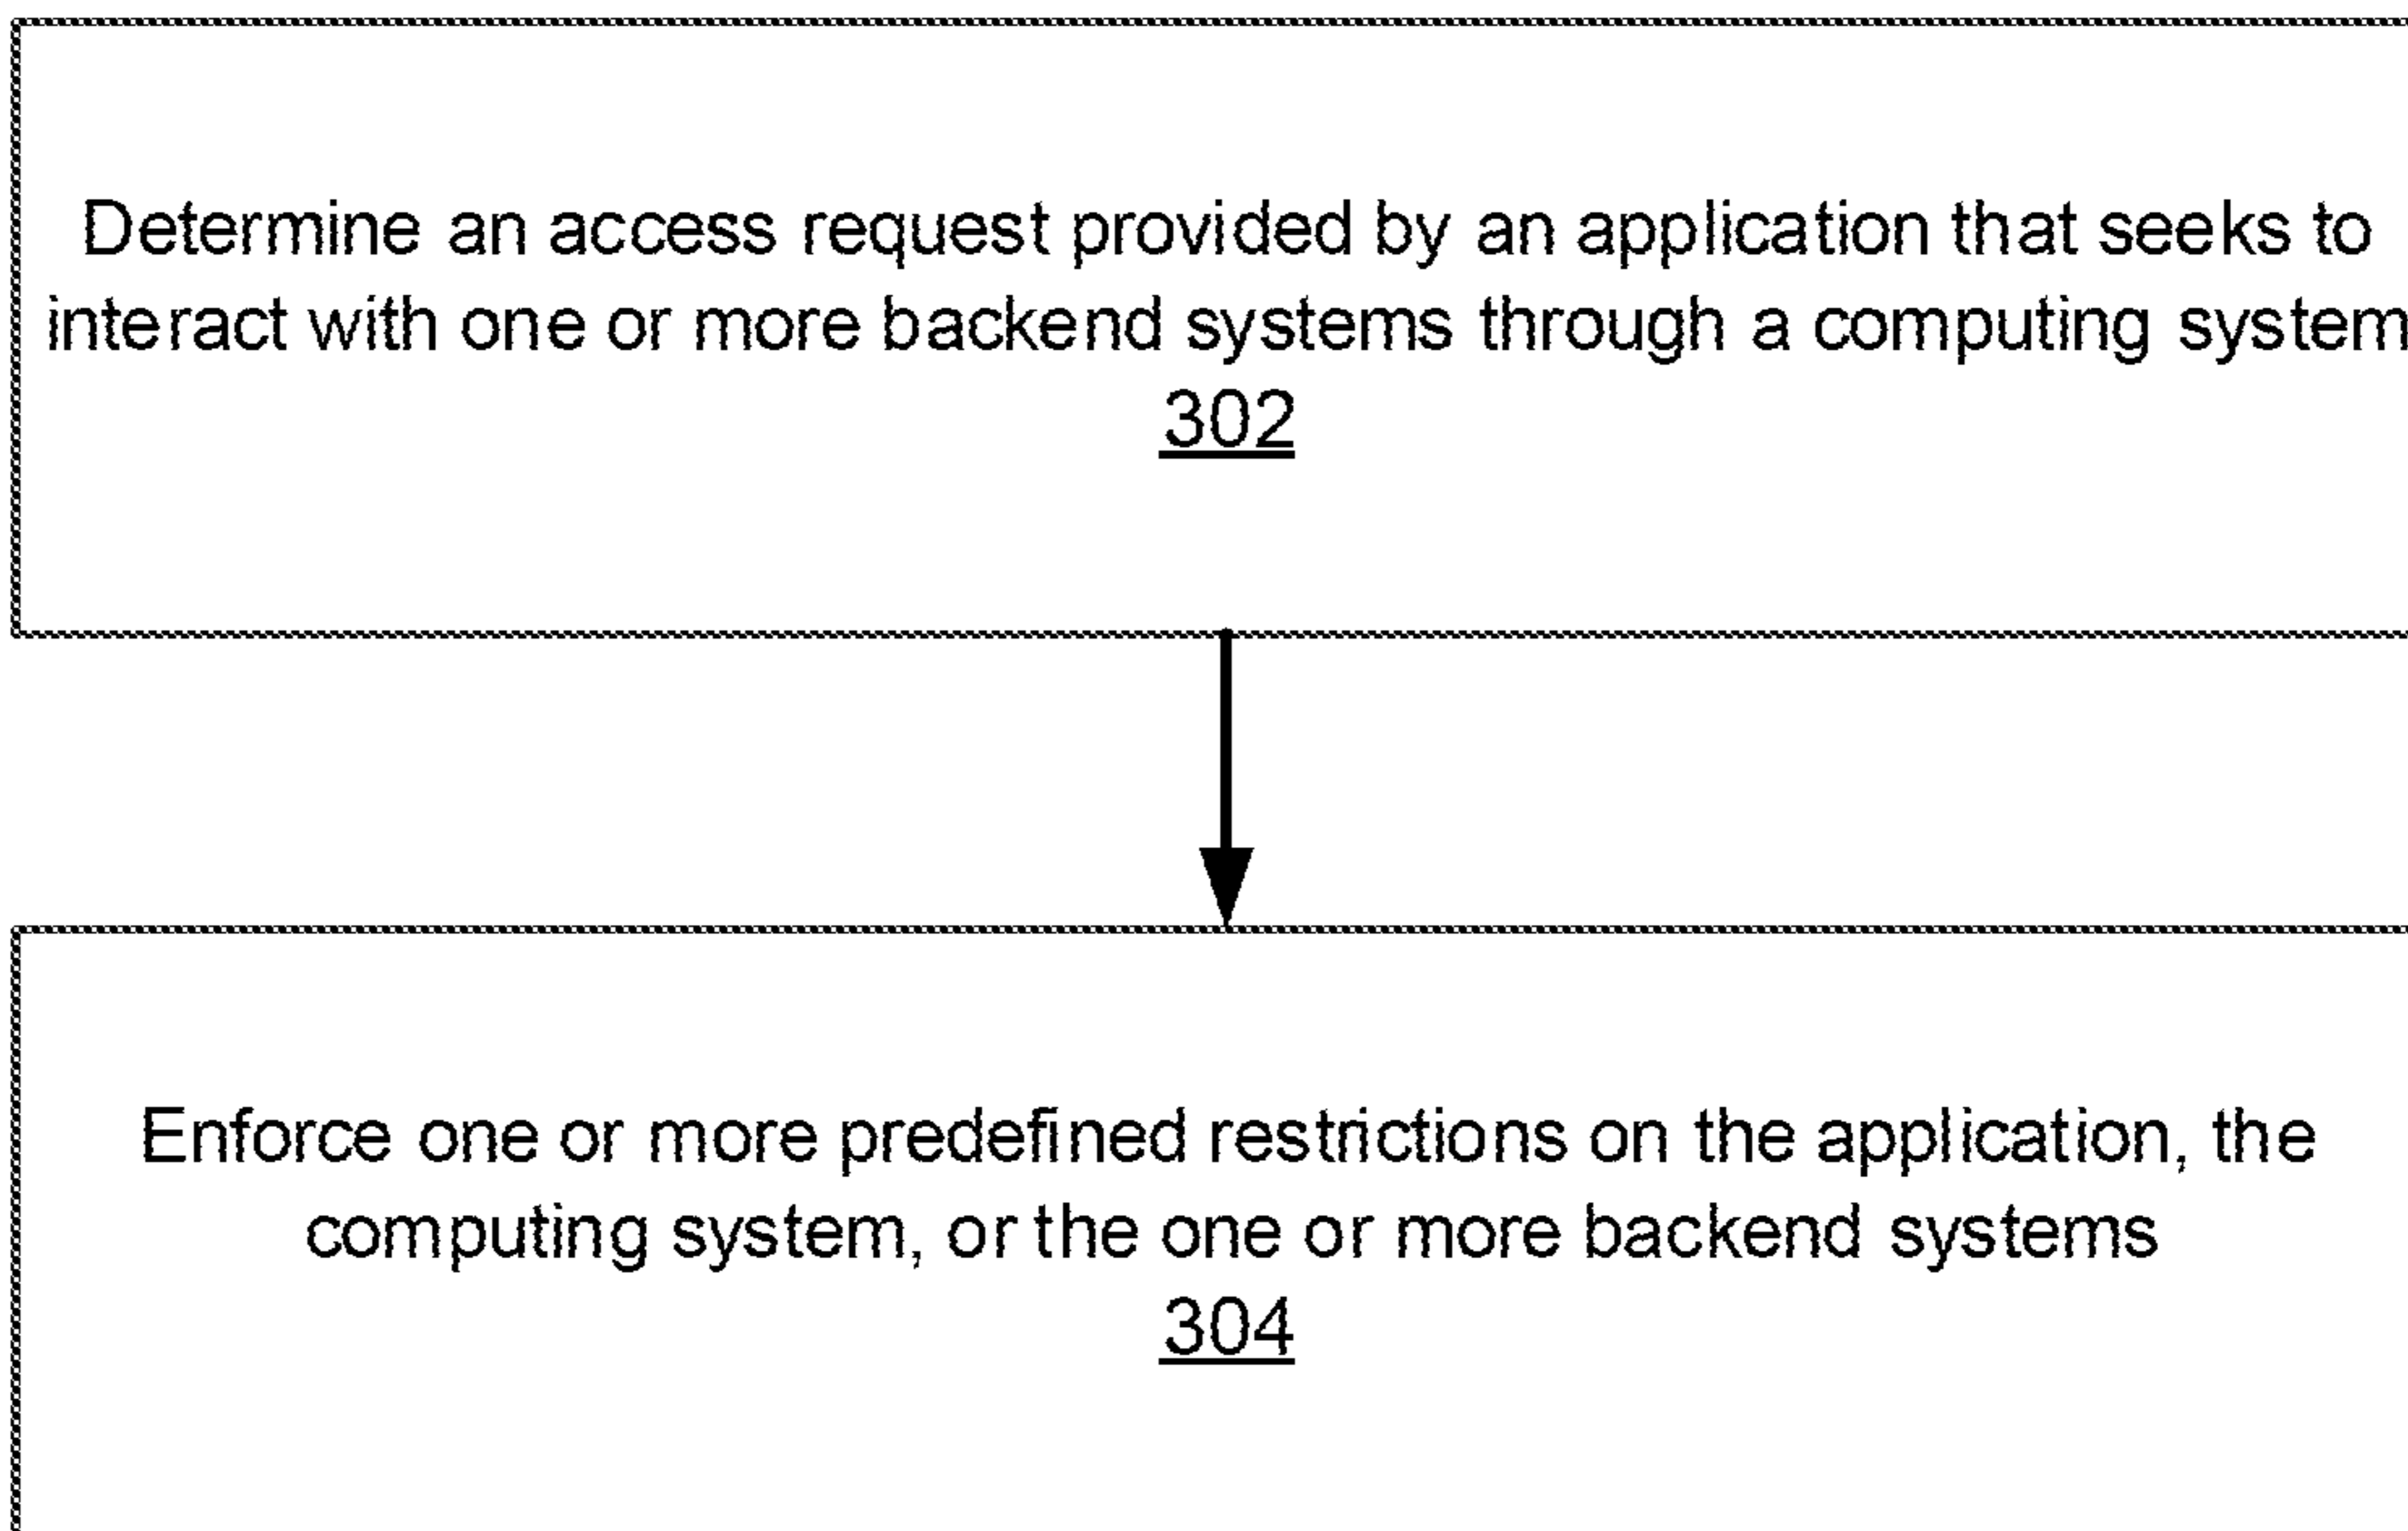 Determine an access request provided by an application that seeks to
interact with one or more backend systems through a computing system
302
Enforce one or more predefined restrictions on the application, the
computing system, or the one or more backend systems
304